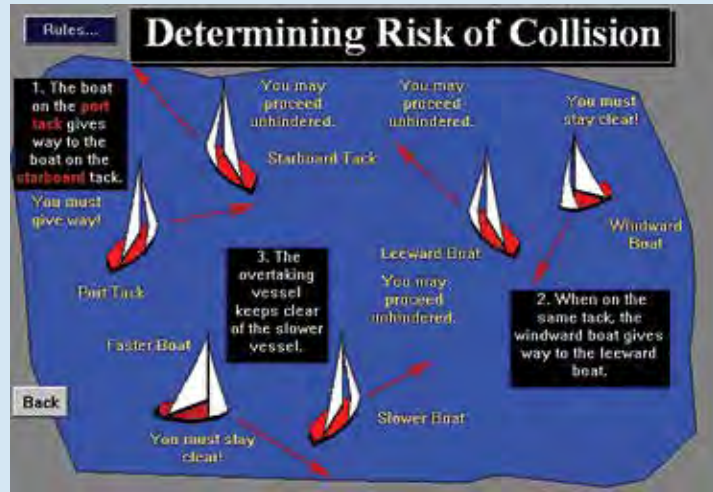 Rules...
Determining Risk of Collision
1. The boat
on the port
tack gives
way to the
boat on the
starboard tack.
You must
give way!
Port Tack
You may
proceed
unhindered.
Starboard Tack
You may
proceed
unhindered.
Leeward Boat
You must
stay clear!
Windward
Boat
2. When on the
same tack, the
windward boat gives
way to the leeward
boat.
3. The
overtaking
vessel
keeps clear
of the slower
vessel.
You may
proceed
unhindered.
Slower Boat
Faster Boat
You must stay
clear!
Back